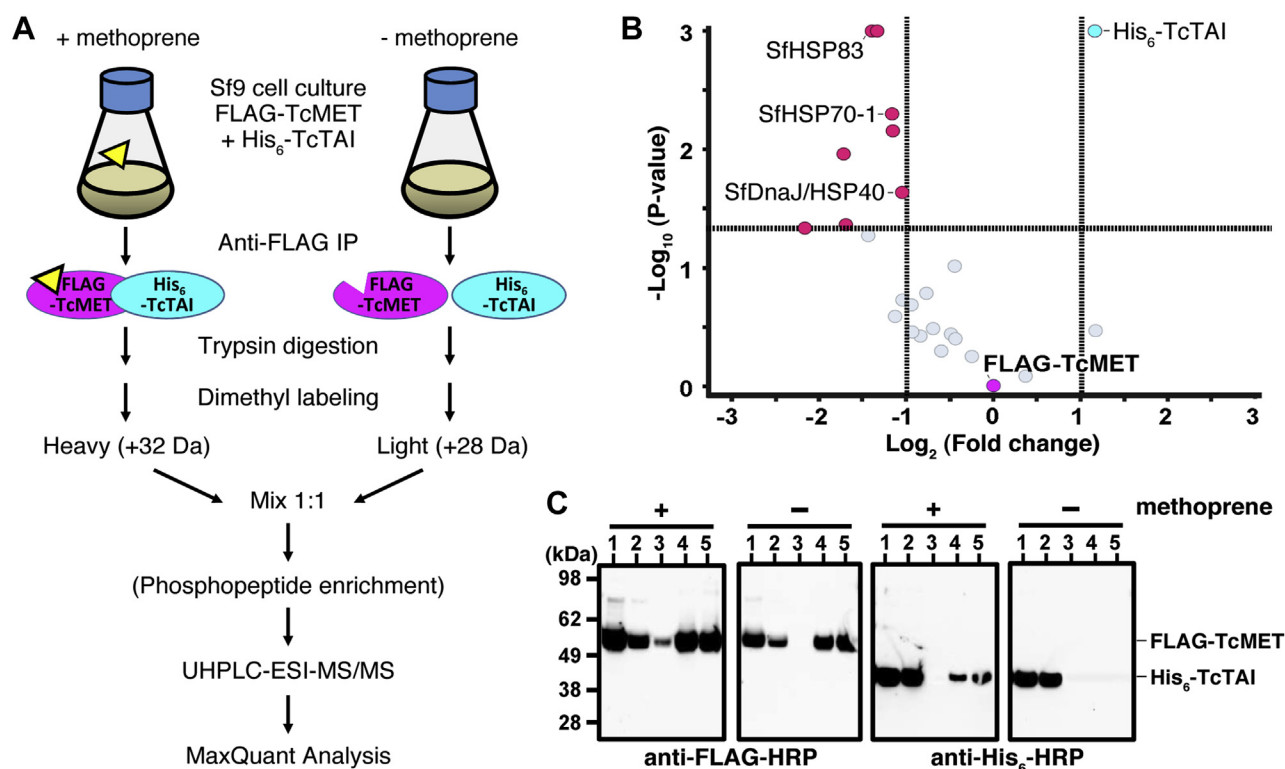 A
+ methoprene
- methoprene
Sf9 cell culture
FLAG-TcMET
+ His6-TcTAI
Anti-FLAG IP
FLAG
-TcMET
His6
-TcTAI
FLAG
-TcMET
His6
-TcTAI
Trypsin digestion
Dimethyl labeling
Heavy (+32 Da)
Light (+28 Da)
Mix 1:1
(Phosphopeptide enrichment)
UHPLC-ESI-MS/MS
MaxQuant Analysis
B
-Log10 (P-value)
3
2
1
0
SfHSP83
His6-TcTAI
SfHSP70-1
SfDnaJ/HSP40
FLAG-TcMET
-3 -2 -1 0 1 2 3
Log2 (Fold change)
C
+ − + − methoprene
1 2 3 4 5 1 2 3 4 5 1 2 3 4 5 1 2 3 4 5
(kDa)
98
62
49
38
28
FLAG-TcMET
His6-TcTAI
anti-FLAG-HRP
anti-His6-HRP